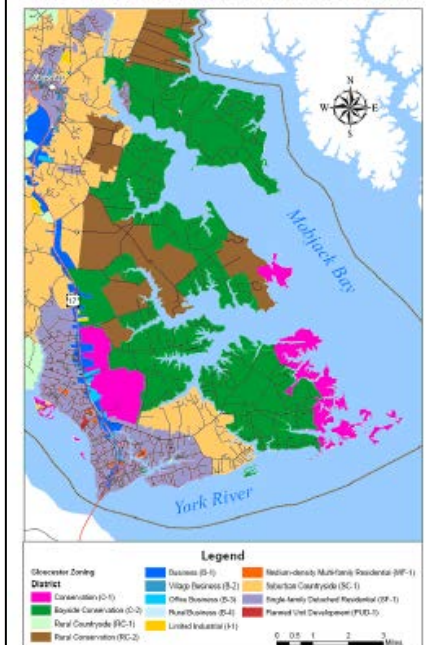 N
W E
S
Mobjack Bay
17
York River
Legend
Gloucester Zoning
District
Conservation (C-1)
Bayside Conservation (C-2)
Rural Countryside (RC-1)
Rural Conservation (RC-2)
Business (B-1)
Village Business (B-2)
Office Business (B-3)
Rural Business (B-4)
Limited Industrial (I-1)
Medium-density Multi-family Residential (MF-1)
Suburban Countryside (SC-1)
Single-family Detached Residential (SF-1)
Planned Unit Development (PUD-1)
0 0.5 1 2 3
Miles